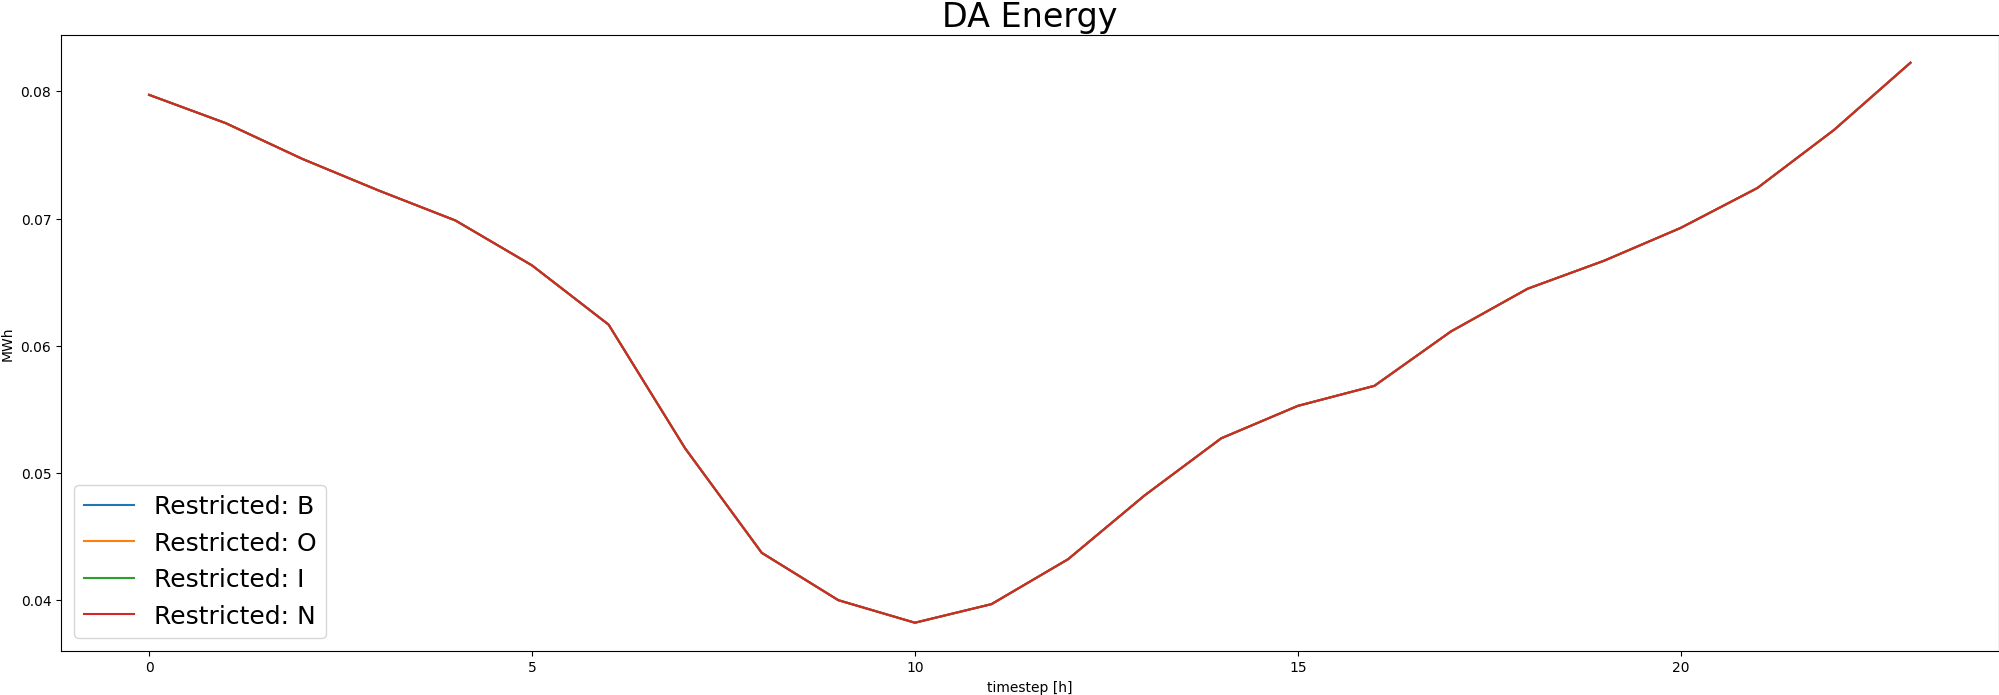 DA Energy
0.08
0.07
0.06
0.05
0.04
MWh
Restricted: B
Restricted: O
Restricted: I
Restricted: N
0 5 10 15 20
timestep [h]